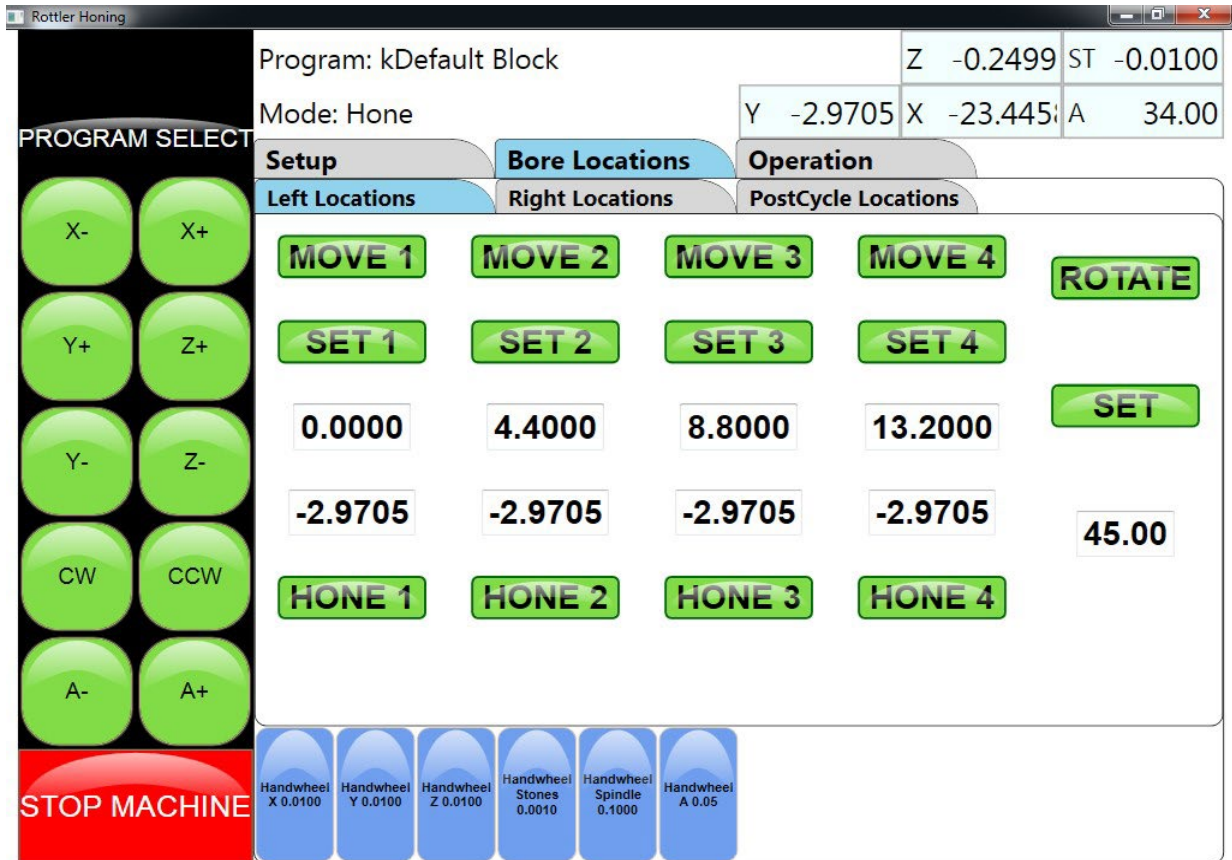 Rottler Honing
Program: kDefault Block
Z -0.2499 ST -0.0100
Mode: Hone
Y -2.9705 X -23.445 A 34.00
PROGRAM SELECT
Setup Bore Locations Operation
Left Locations Right Locations PostCycle Locations
X- X+
MOVE 1 MOVE 2 MOVE 3 MOVE 4 ROTATE
Y+ Z+
SET 1 SET 2 SET 3 SET 4
SET
0.0000 4.4000 8.8000 13.2000
Y- Z-
-2.9705 -2.9705 -2.9705 -2.9705
45.00
CW CCW
HONE 1 HONE 2 HONE 3 HONE 4
A- A+
STOP MACHINE
Handwheel X 0.0100
Handwheel Y 0.0100
Handwheel Z 0.0100
Handwheel Stones 0.0010
Handwheel Spindle 0.1000
Handwheel A 0.05